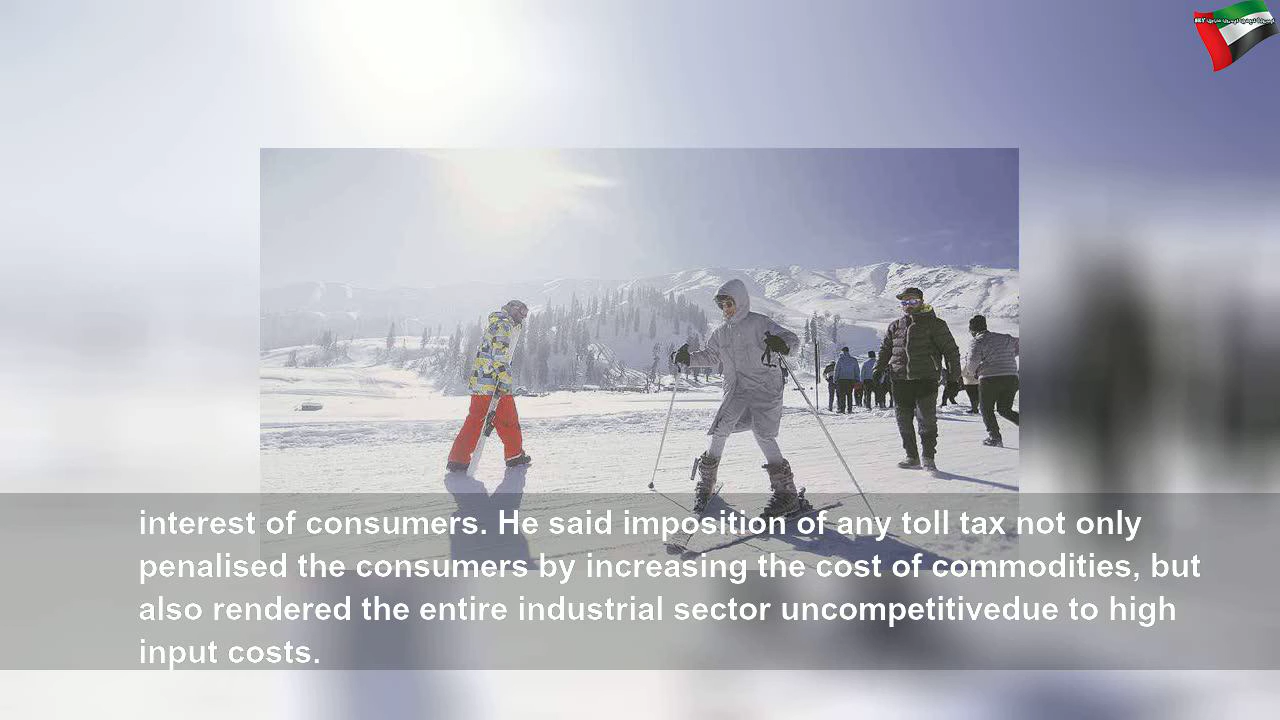 interest of consumers. He said imposition of any toll tax not only
penalised the consumers by increasing the cost of commodities, but
also rendered the entire industrial sector uncompetitivedue to high
input costs.